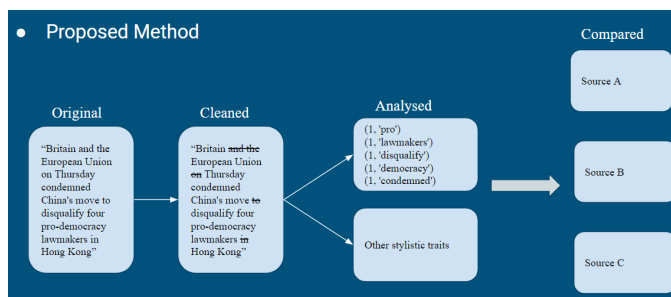 ● Proposed Method
Compared
Original
Cleaned
Analysed
“Britain and the
European Union
on Thursday
condemned
China's move to
disqualify four
pro-democracy
lawmakers in
Hong Kong”
“Britain and the
European Union
on Thursday
condemned
China's move to
disqualify four
pro-democracy
lawmakers in
Hong Kong”
(1, 'pro')
(1, 'lawmakers')
(1, 'disqualify')
(1, 'democracy')
(1, 'condemned')
Other stylistic traits
Source A
Source B
Source C